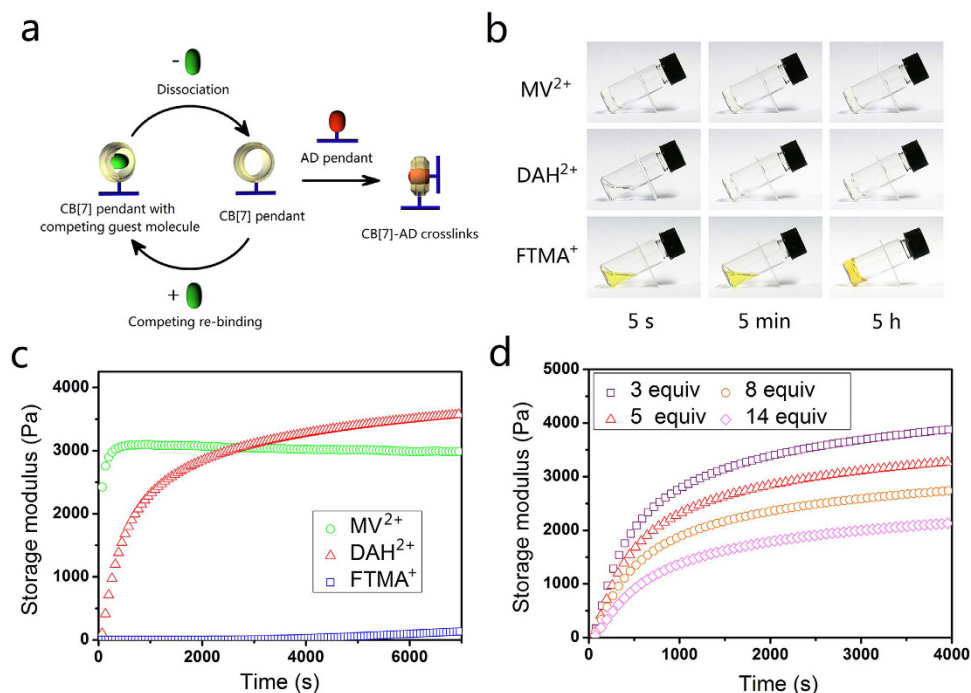 a
-
Dissociation
AD pendant
CB[7] pendant with
competing guest molecule
CB[7] pendant
CB[7]-AD crosslinks
+
Competing re-binding
b
MV²⁺
DAH²⁺
FTMA⁺
5 s
5 min
5 h
c
Storage modulus (Pa)
4000
3000
2000
1000
0
MV²⁺
DAH²⁺
FTMA⁺
0
2000
4000
6000
Time (s)
d
Storage modulus (Pa)
5000
4000
3000
2000
1000
0
3 equiv
8 equiv
5 equiv
14 equiv
0
1000
2000
3000
4000
Time (s)